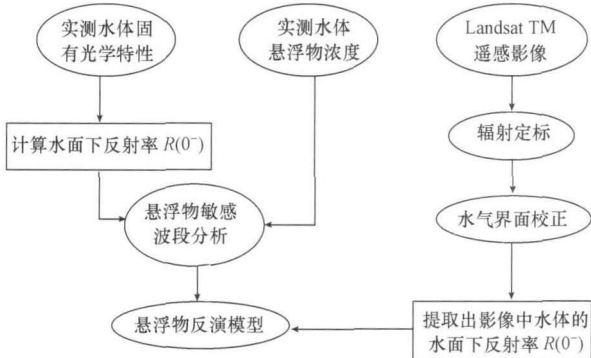 实测水体固
有光学特性
实测水体
悬浮物浓度
Landsat TM
遥感影像
计算水面下反射率 R(0⁻)
辐射定标
悬浮物敏感
波段分析
水气界面校正
悬浮物反演模型
提取出影像中水体的
水面下反射率 R(0⁻)